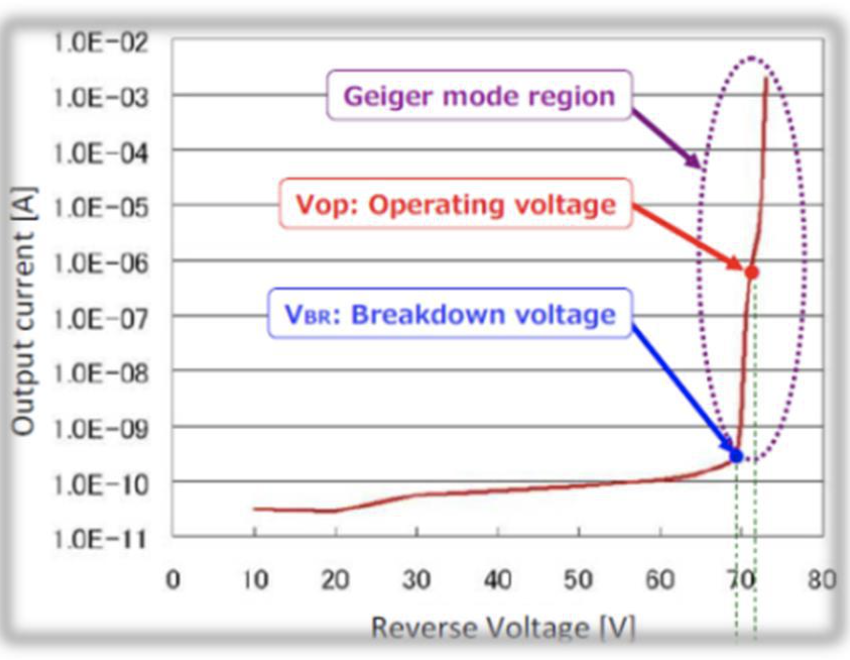 1.0E-02
1.0E-03
1.0E-04
1.0E-05
1.0E-06
1.0E-07
1.0E-08
1.0E-09
1.0E-10
1.0E-11
Output current [A]
Geiger mode region
Vop: Operating voltage
VBR: Breakdown voltage
0 10 20 30 40 50 60 70 80
Reverse Voltage [V]